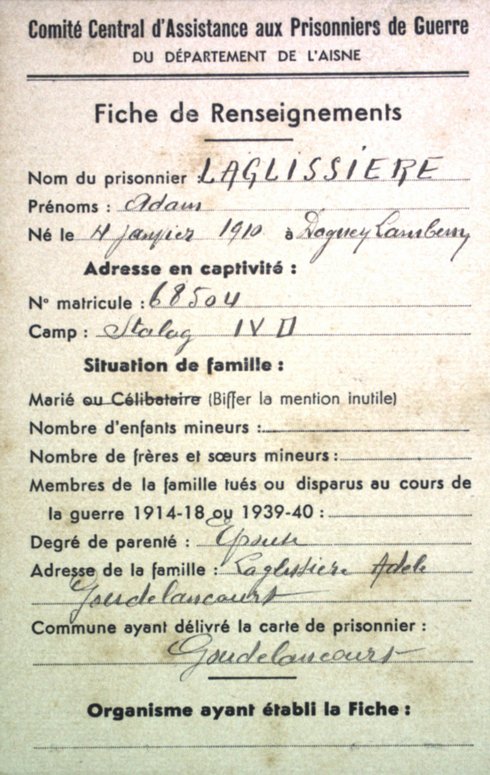 Comité Central d'Assistance aux Prisonniers de Guerre
DU DÉPARTEMENT DE L'AISNE
Fiche de Renseignements
Nom du prisonnier : LAGLISSIERE
Prénoms : Adam
Né le 4 janvier 1910 à
Adresse en captivité :
N° matricule : 68504
Camp : Stalag IV D
Situation de famille :
Marié ou Célibataire (Biffer la mention inutile)
Nombre d'enfants mineurs :
Nombre de frères et sœurs mineurs :
Membres de la famille tués ou disparus au cours de
la guerre 1914-18 ou 1939-40 :
Degré de parenté : Epouse
Adresse de la famille : Laglissière Adèle
Goudelancourt
Commune ayant délivré la carte de prisonnier :
Goudelancourt
Organisme ayant établi la Fiche :